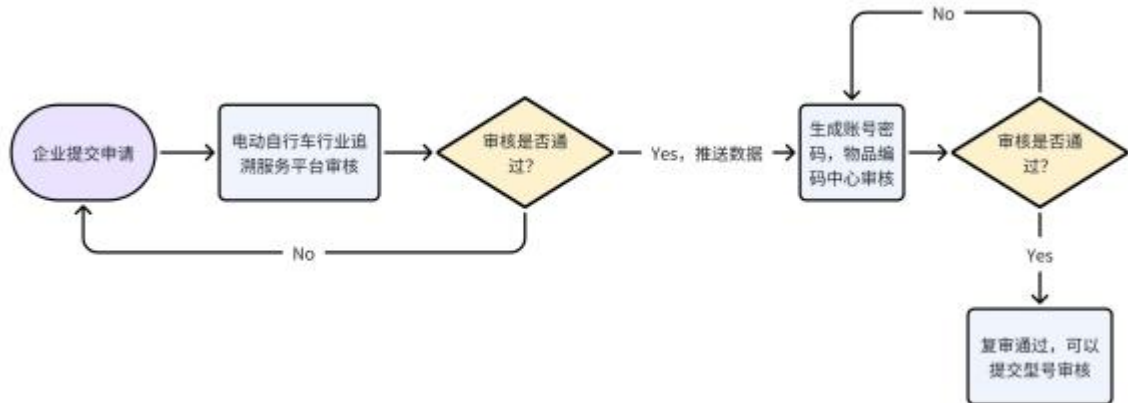 No
企业提交申请
电动自行车行业追
溯服务平台审核
审核是否通
过？
Yes，推送数据
生成账号密
码，物品编
码中心审核
审核是否通
过？
No
Yes
复审通过，可以
提交型号审核